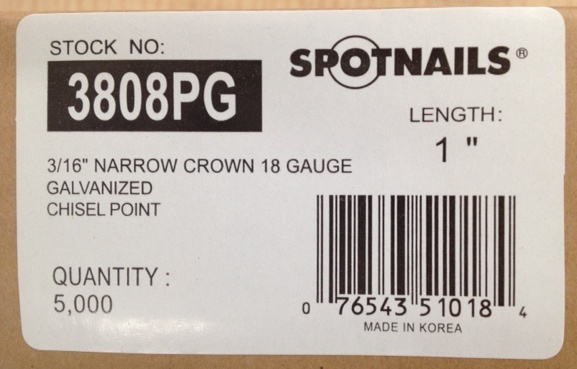 STOCK NO:
3808PG
SPOTNAILS®
LENGTH:
1"
3/16" NARROW CROWN 18 GAUGE
GALVANIZED
CHISEL POINT
QUANTITY:
5,000
0 76543 51018 4
MADE IN KOREA